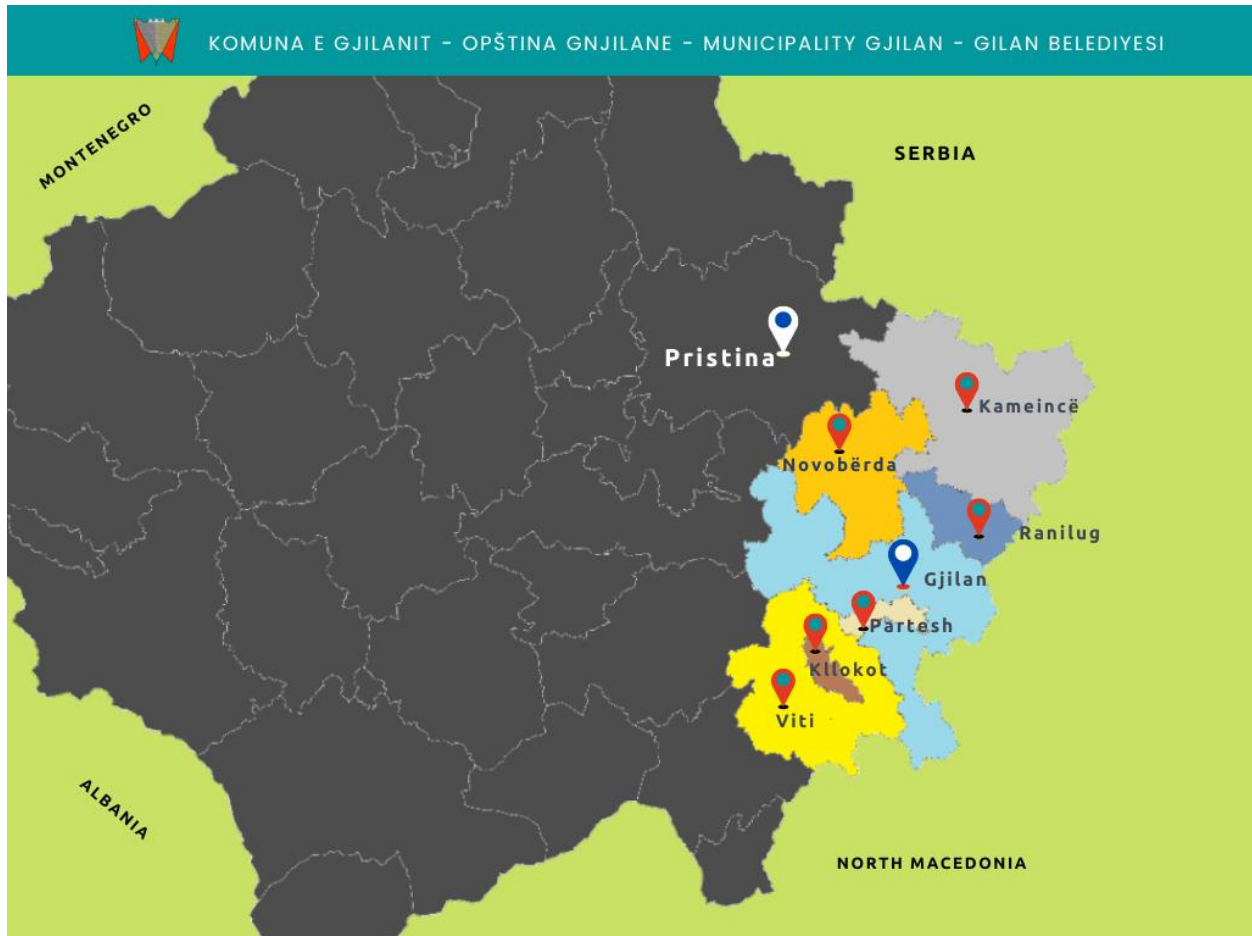 KOMUNA E GJILANIT - OPŠTINA GNJILANE - MUNICIPALITY GJILAN - GILAN BELEDIYESI
MONTENEGRO
SERBIA
Pristina
Kameincë
Novobërda
Ranilug
Gjilan
Partesh
Kllokot
Viti
ALBANIA
NORTH MACEDONIA